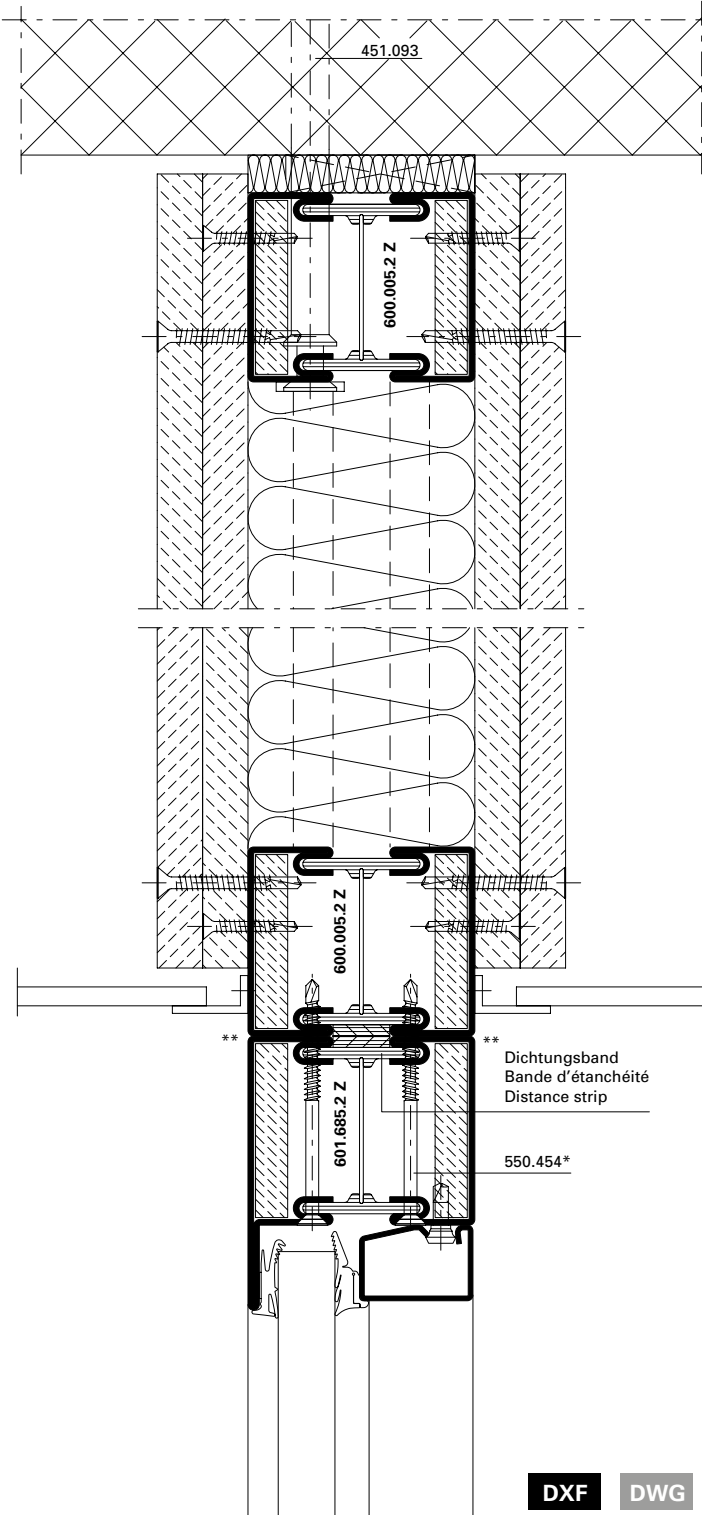 451.093
600.005.2 Z
600.005.2 Z
** **
Dichtungsband
Bande d'étanchéité
Distance strip
601.685.2 Z
550.454*
DXF DWG